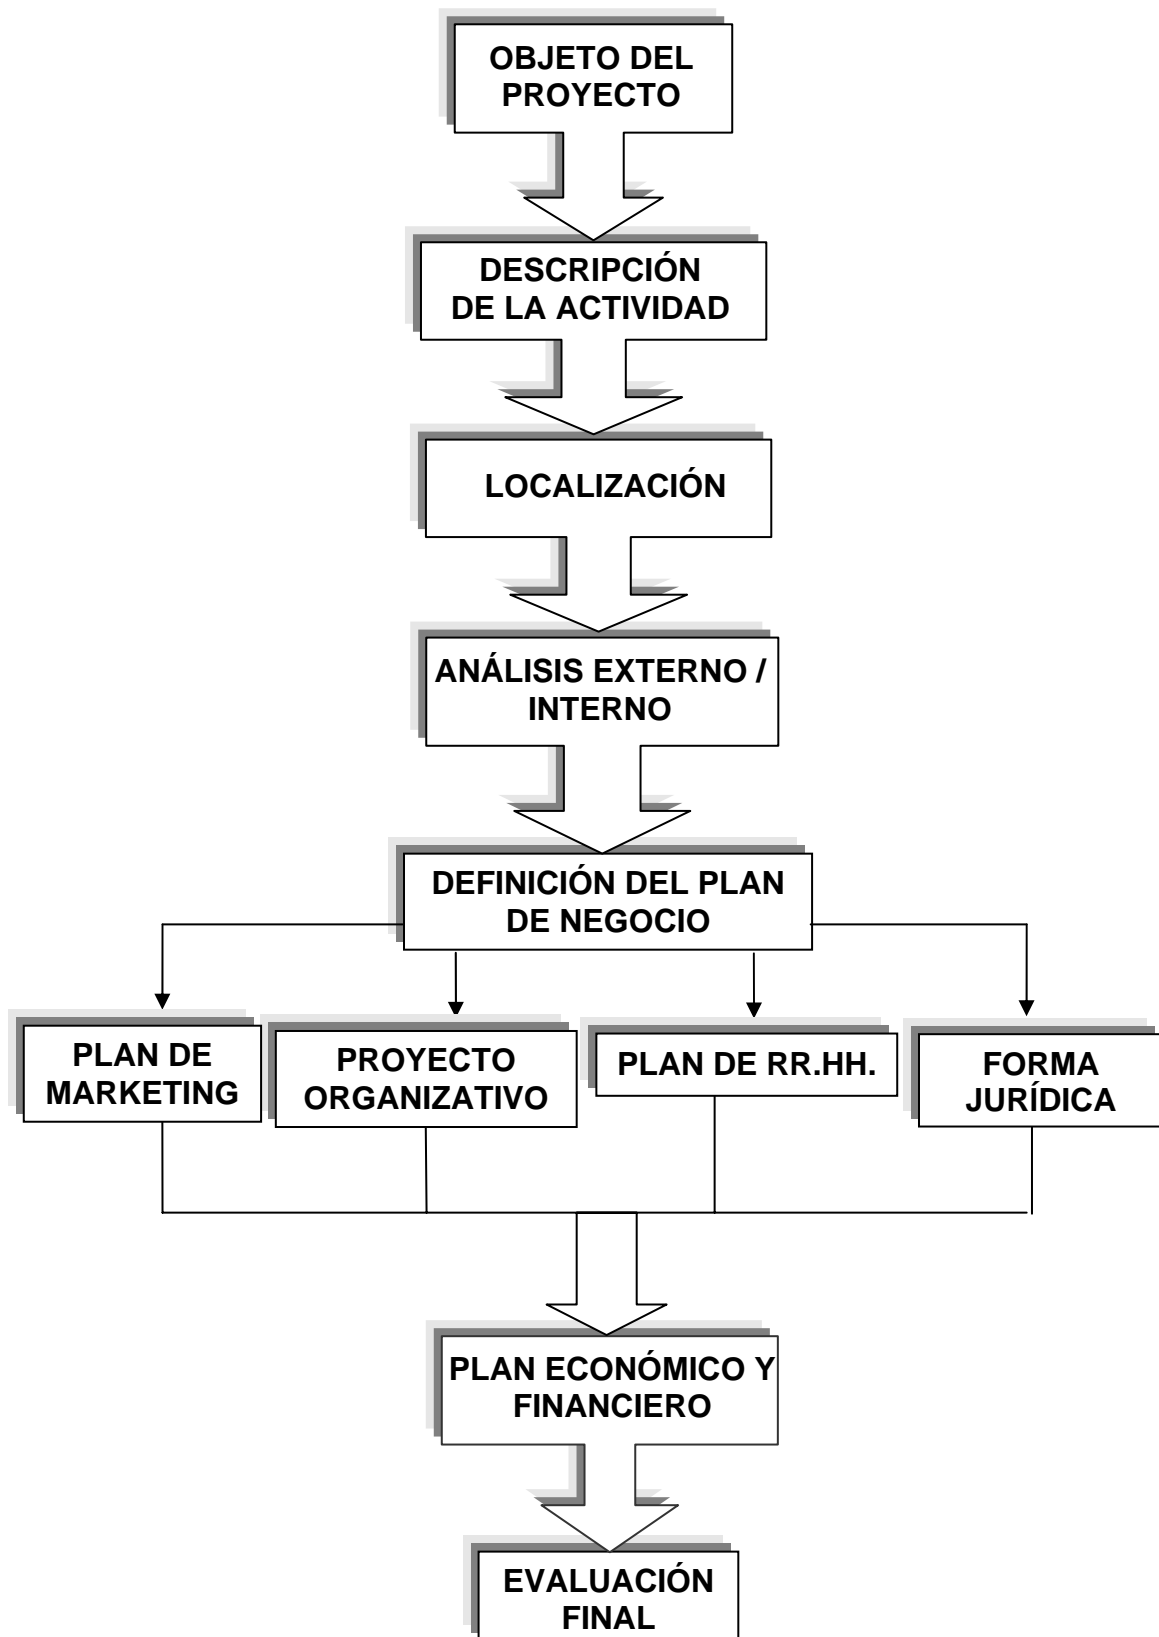 OBJETO DEL
PROYECTO
DESCRIPCIÓN
DE LA ACTIVIDAD
LOCALIZACIÓN
ANÁLISIS EXTERNO /
INTERNO
DEFINICIÓN DEL PLAN
DE NEGOCIO
PLAN DE
MARKETING
PROYECTO
ORGANIZATIVO
PLAN DE RR.HH.
FORMA
JURÍDICA
PLAN ECONÓMICO Y
FINANCIERO
EVALUACIÓN
FINAL